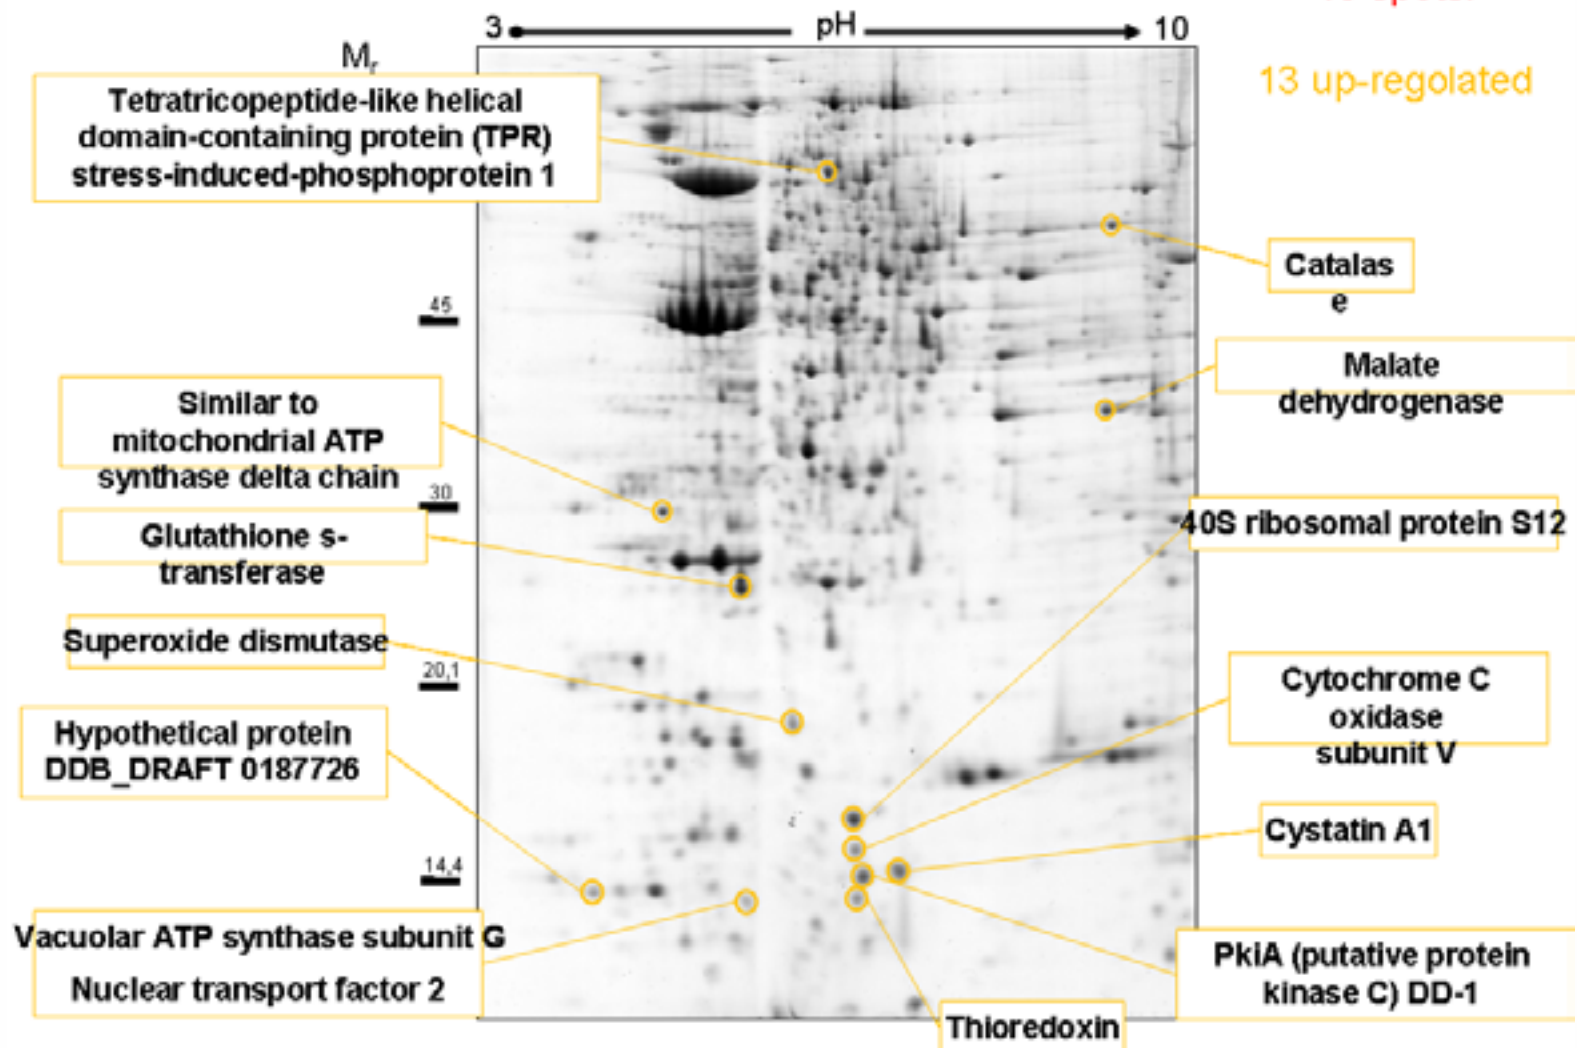 3 pH 10
Mr
13 up-regolated
Tetratricopeptide-like helical
domain-containing protein (TPR)
stress-induced-phosphoprotein 1
Catalas
e
45
Malate
dehydrogenase
Similar to
mitochondrial ATP
synthase delta chain
30
40S ribosomal protein S12
Glutathione s-
transferase
Superoxide dismutase
20,1
Cytochrome C
oxidase
subunit V
Hypothetical protein
DDB_DRAFT 0187726
Cystatin A1
14,4
Vacuolar ATP synthase subunit G
Nuclear transport factor 2
PkiA (putative protein
kinase C) DD-1
Thioredoxin